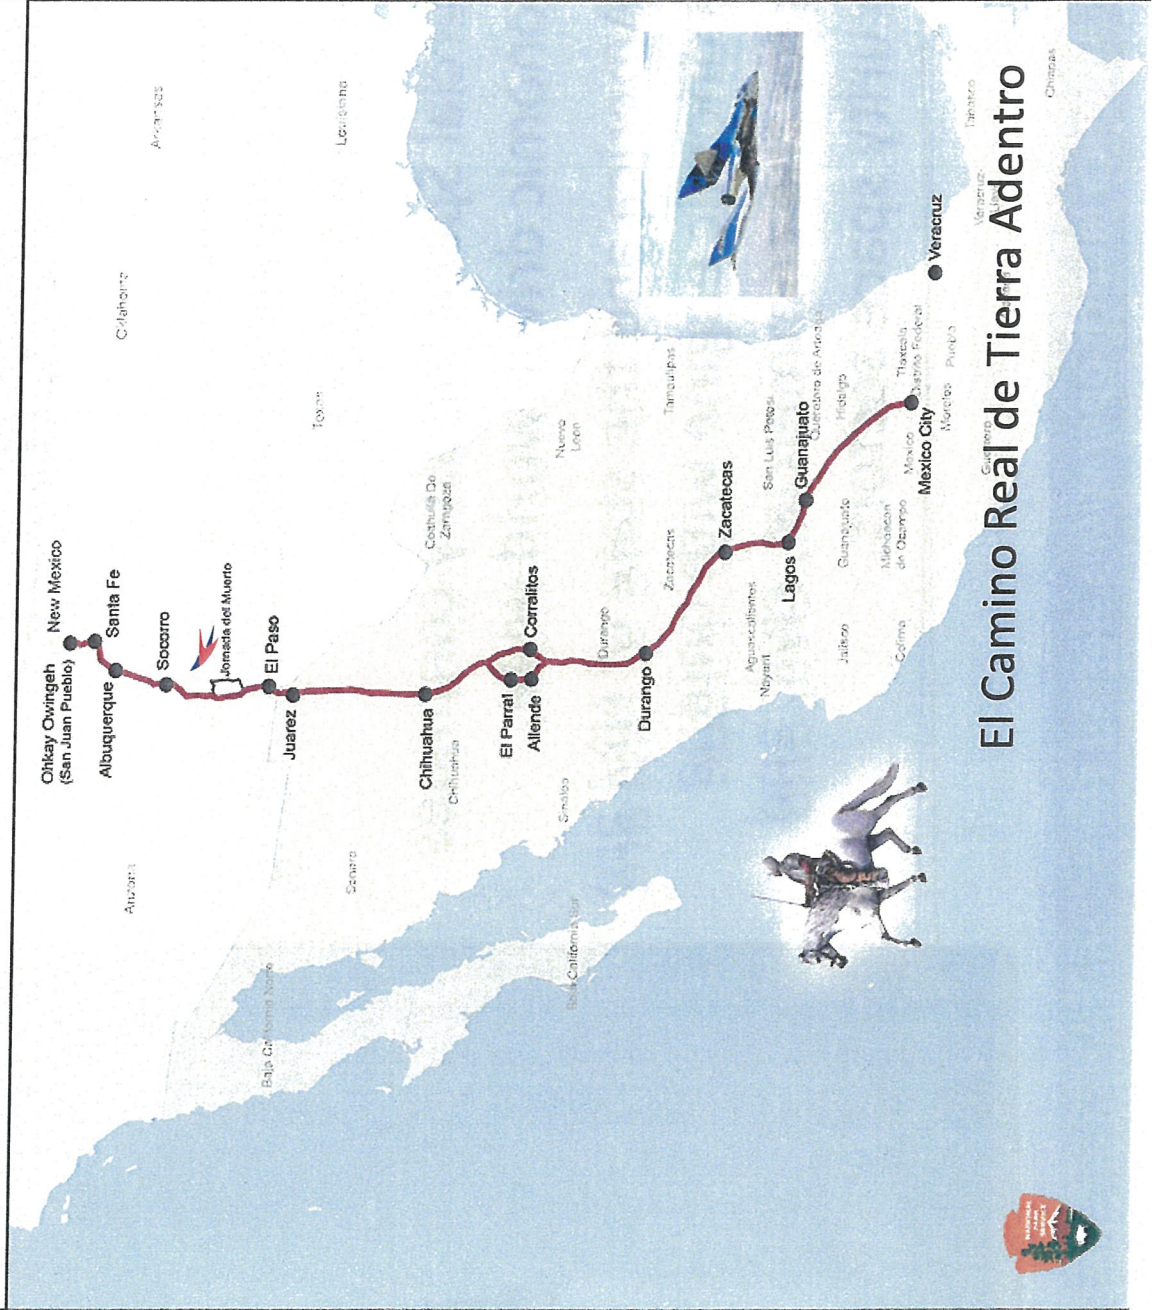 Ohkay Owingeh
(San Juan Pueblo)
New Mexico
Santa Fe
Albuquerque
Socorro
Jornada del Muerto
El Paso
Juarez
Chihuahua
Chihuahua
El Parral
Allende
Corralitos
Durango
Durango
Zacatecas
Zacatecas
Lagos
Guanajuato
Guanajuato
Mexico City
Veracruz
Arizona
Oklahoma
Arkansas
Texas
Louisiana
Sonora
Baja California Norte
Baja California Sur
Sinaloa
Coahuila De
Zaragoza
Nuevo
Leon
Tamaulipas
San Luis Potosi
Aguascalientes
Nayarit
Jalisco
Colima
Michoacan
de Ocampo
Queretaro de Arteaga
Hidalgo
Mexico
Tlaxcala
Distrito Federal
Morelos
Puebla
Guerrero
Veracruz-
Tabasco
Chiapas
El Camino Real de Tierra Adentro
NATIONAL
PARK
SERVICE